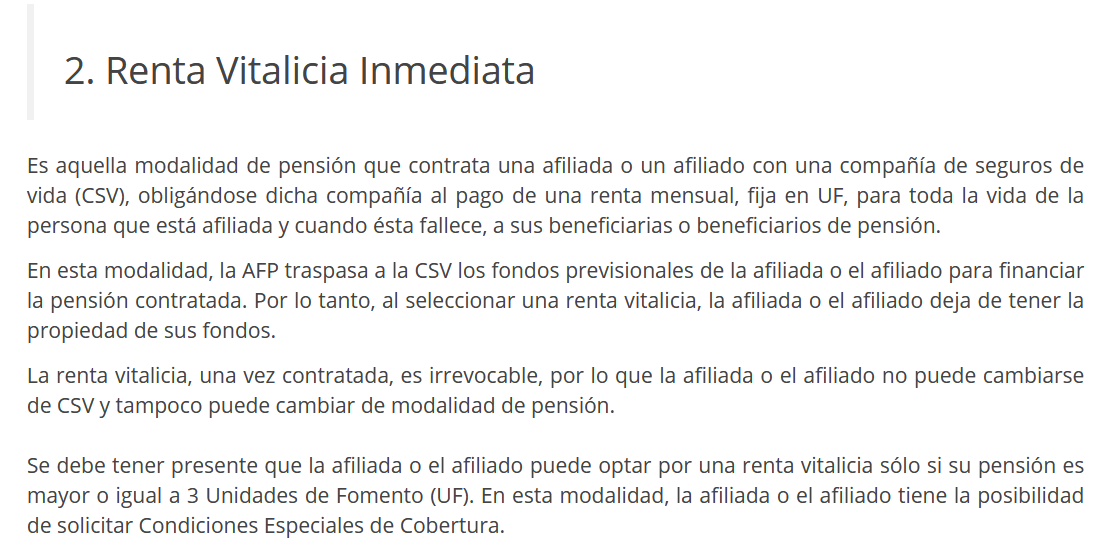 2. Renta Vitalicia Inmediata
Es aquella modalidad de pensión que contrata una afiliada o un afiliado con una compañía de seguros de
vida (CSV), obligándose dicha compañía al pago de una renta mensual, fija en UF, para toda la vida de la
persona que está afiliada y cuando ésta fallece, a sus beneficiarias o beneficiarios de pensión.
En esta modalidad, la AFP traspasa a la CSV los fondos previsionales de la afiliada o el afiliado para financiar
la pensión contratada. Por lo tanto, al seleccionar una renta vitalicia, la afiliada o el afiliado deja de tener la
propiedad de sus fondos.
La renta vitalicia, una vez contratada, es irrevocable, por lo que la afiliada o el afiliado no puede cambiarse
de CSV y tampoco puede cambiar de modalidad de pensión.
Se debe tener presente que la afiliada o el afiliado puede optar por una renta vitalicia sólo si su pensión es
mayor o igual a 3 Unidades de Fomento (UF). En esta modalidad, la afiliada o el afiliado tiene la posibilidad
de solicitar Condiciones Especiales de Cobertura.